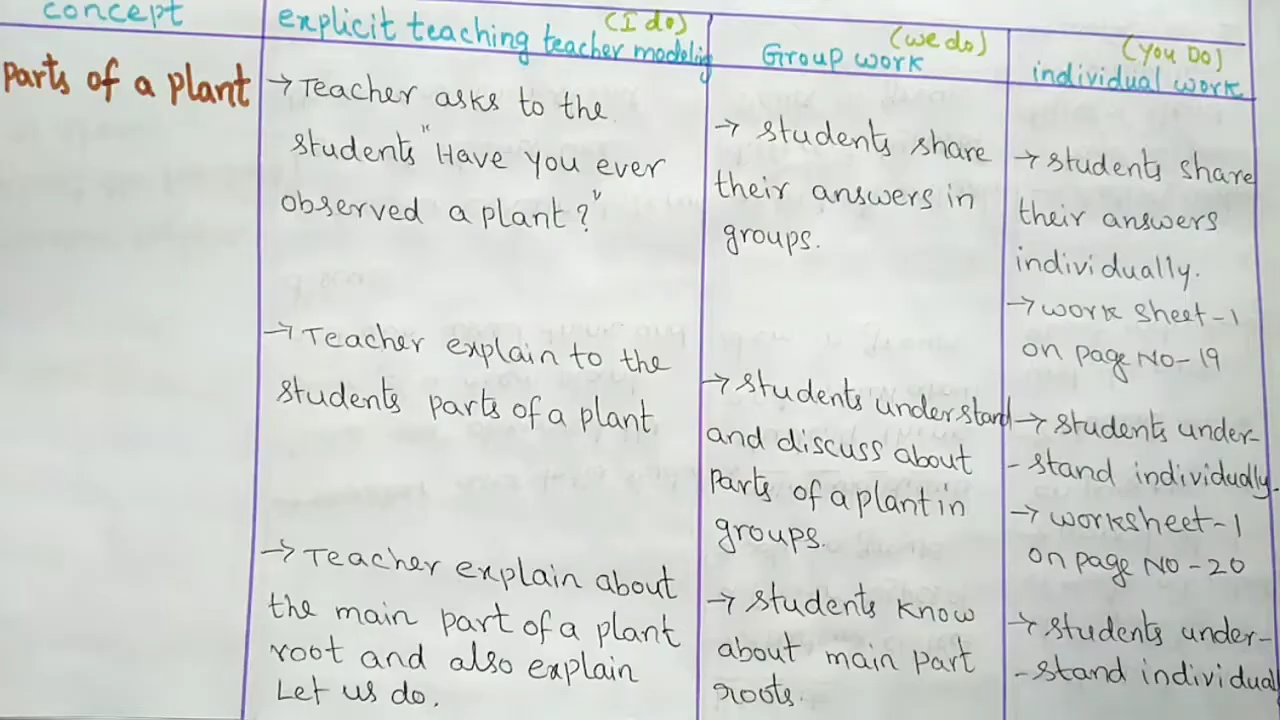 concept
parts of a plant
explicit teaching teacher modeling (I do)
→ Teacher asks to the
students "Have you ever
observed a plant?"
→ Teacher explain to the
students parts of a plant
→ Teacher explain about
the main part of a plant
root and also explain
Let us do.
(we do)
Group work
→ students share
their answers in
groups.
→ students understand
and discuss about
parts of a plant in
groups.
→ students know
about main part
roots.
(You Do)
individual work
→ students share
their answers
individually.
→ work sheet-1
on page No-19
→ students under-
- stand individually.
→ worksheet-1
on page No-20
→ students under-
- stand individual